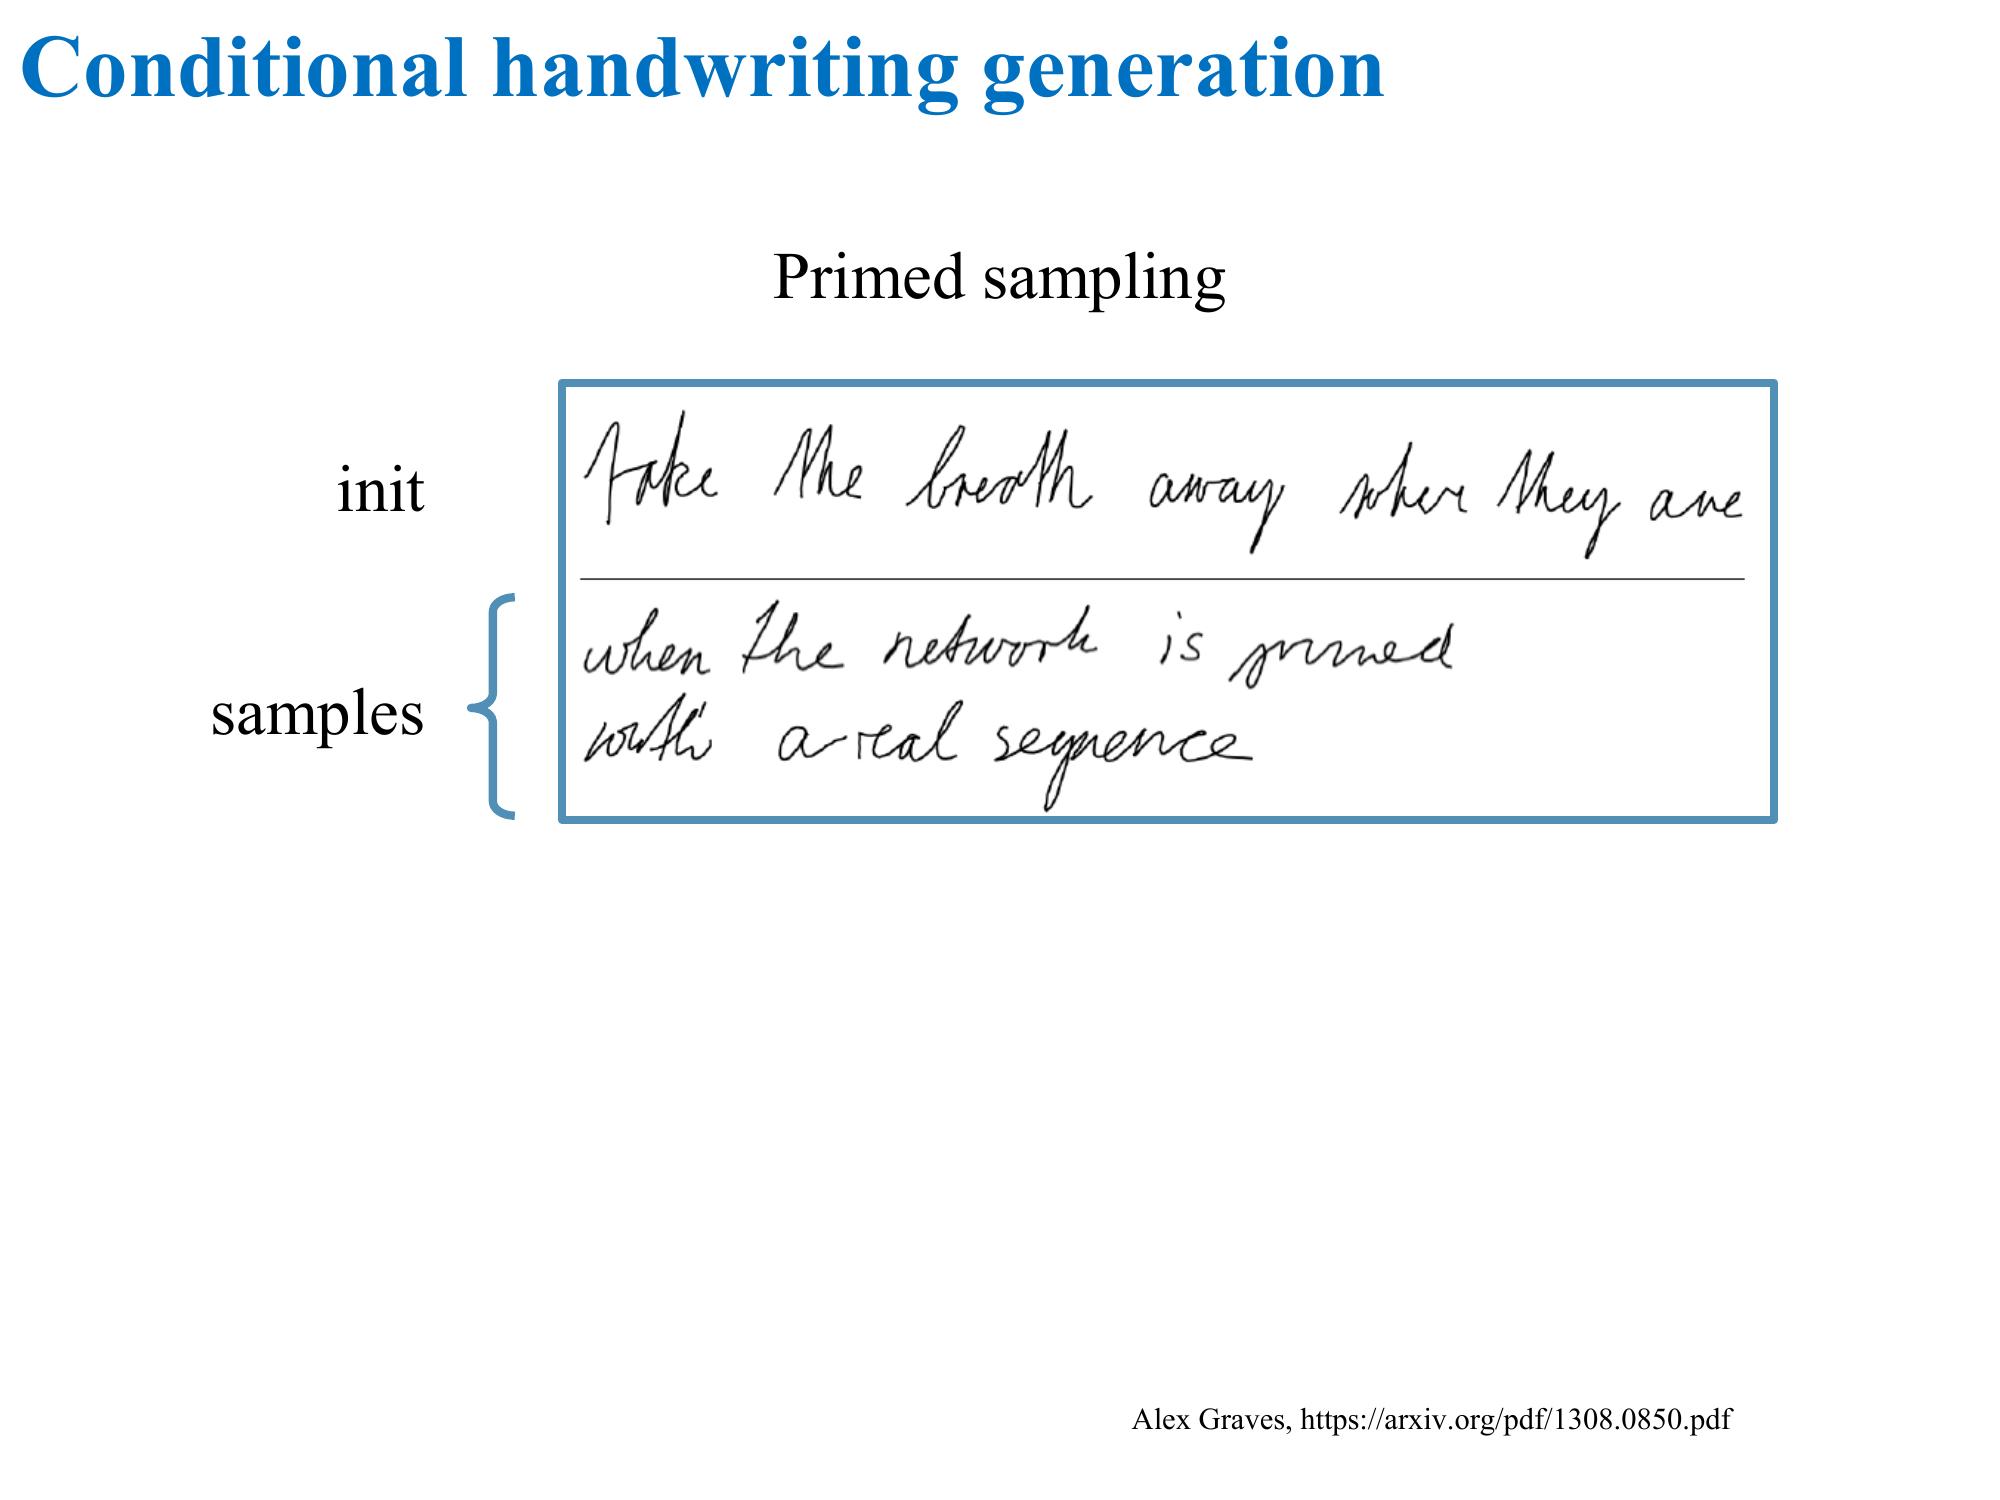 Conditional handwriting generation
Primed sampling
init
take the breath away when they are
samples
when the network is primed
with a real sequence
Alex Graves, https://arxiv.org/pdf/1308.0850.pdf